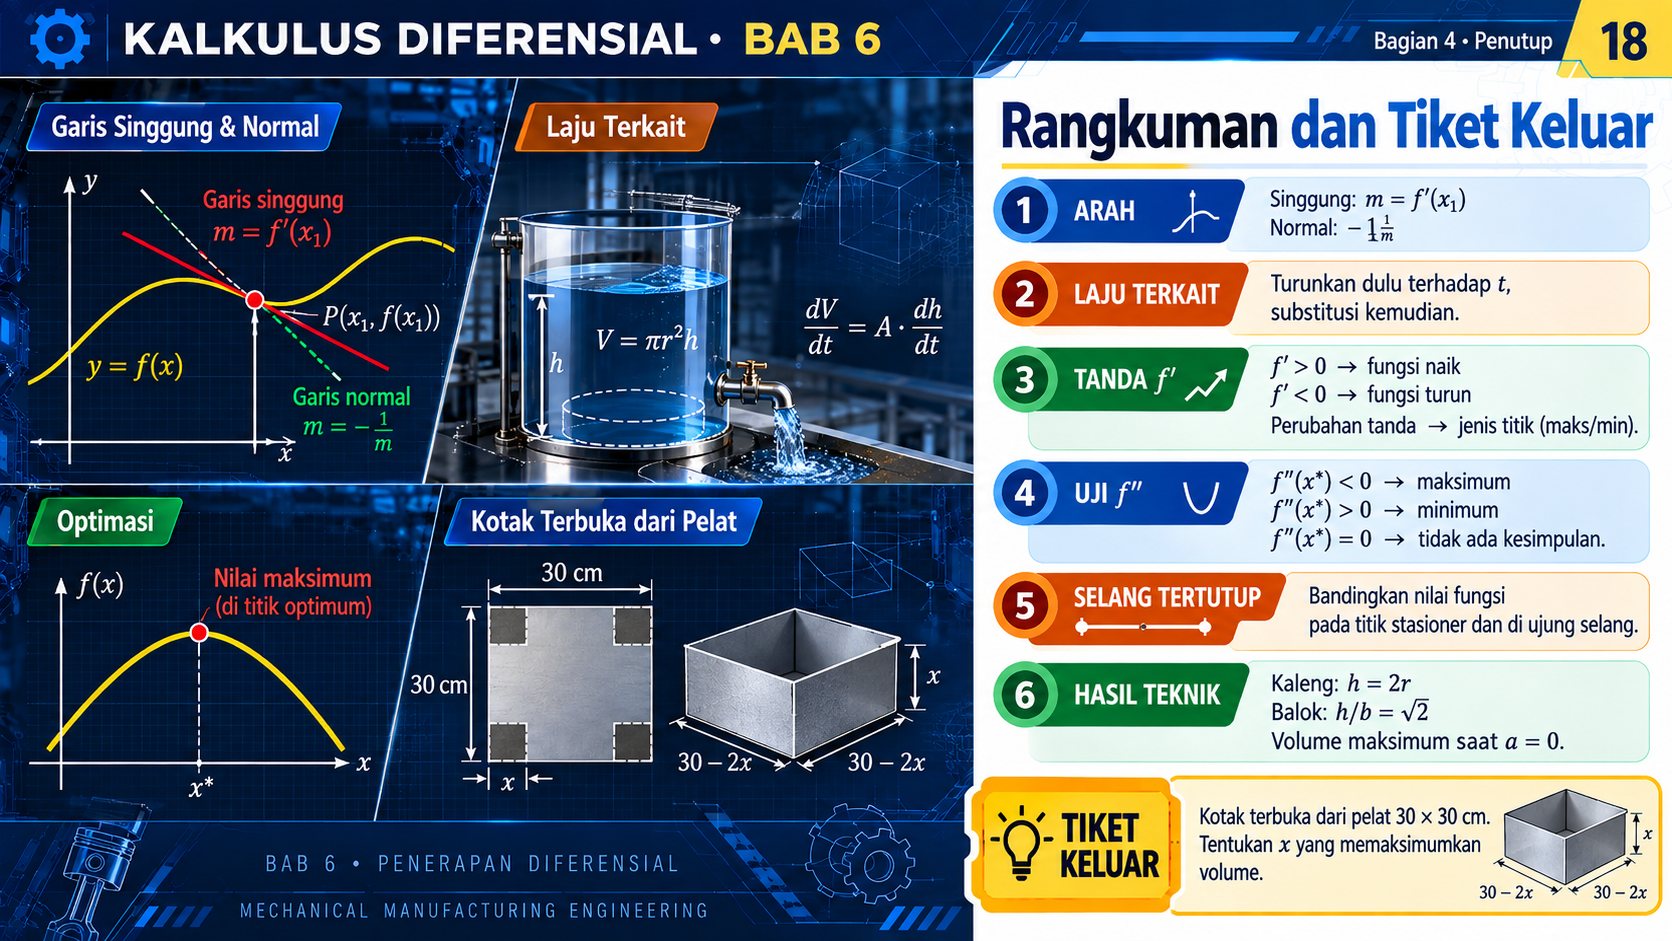 KALKULUS DIFERENSIAL • BAB 6
Bagian 4 • Penutup
18
Garis Singgung & Normal
y
Garis singgung
m = f′(x₁)
P(x₁, f(x₁))
y = f(x)
Garis normal
m = −1/m
x
Laju Terkait
h
V = πr²h
dV/dt = A · dh/dt
Optimasi
f(x)
Nilai maksimum
(di titik optimum)
x
x*
Kotak Terbuka dari Pelat
30 cm
30 cm
x
x
30 − 2x
30 − 2x
BAB 6 • PENERAPAN DIFERENSIAL
MECHANICAL MANUFACTURING ENGINEERING
Rangkuman dan Tiket Keluar
1 ARAH
Singgung: m = f′(x₁)
Normal:
2 LAJU TERKAIT
Turunkan dulu terhadap t,
substitusi kemudian.
3 TANDA f′
f′ > 0 → fungsi naik
f′ < 0 → fungsi turun
Perubahan tanda → jenis titik (maks/min).
4 UJI f″
f″(x*) < 0 → maksimum
f″(x*) > 0 → minimum
f″(x*) = 0 → tidak ada kesimpulan.
5 SELANG TERTUTUP
Bandingkan nilai fungsi
pada titik stasioner dan di ujung selang.
6 HASIL TEKNIK
Kaleng: h = 2r
Balok: h/b = √2
Volume maksimum saat a = 0.
TIKET
KELUAR
Kotak terbuka dari pelat 30 × 30 cm.
Tentukan x yang memaksimumkan
volume.
x
30 − 2x
30 − 2x